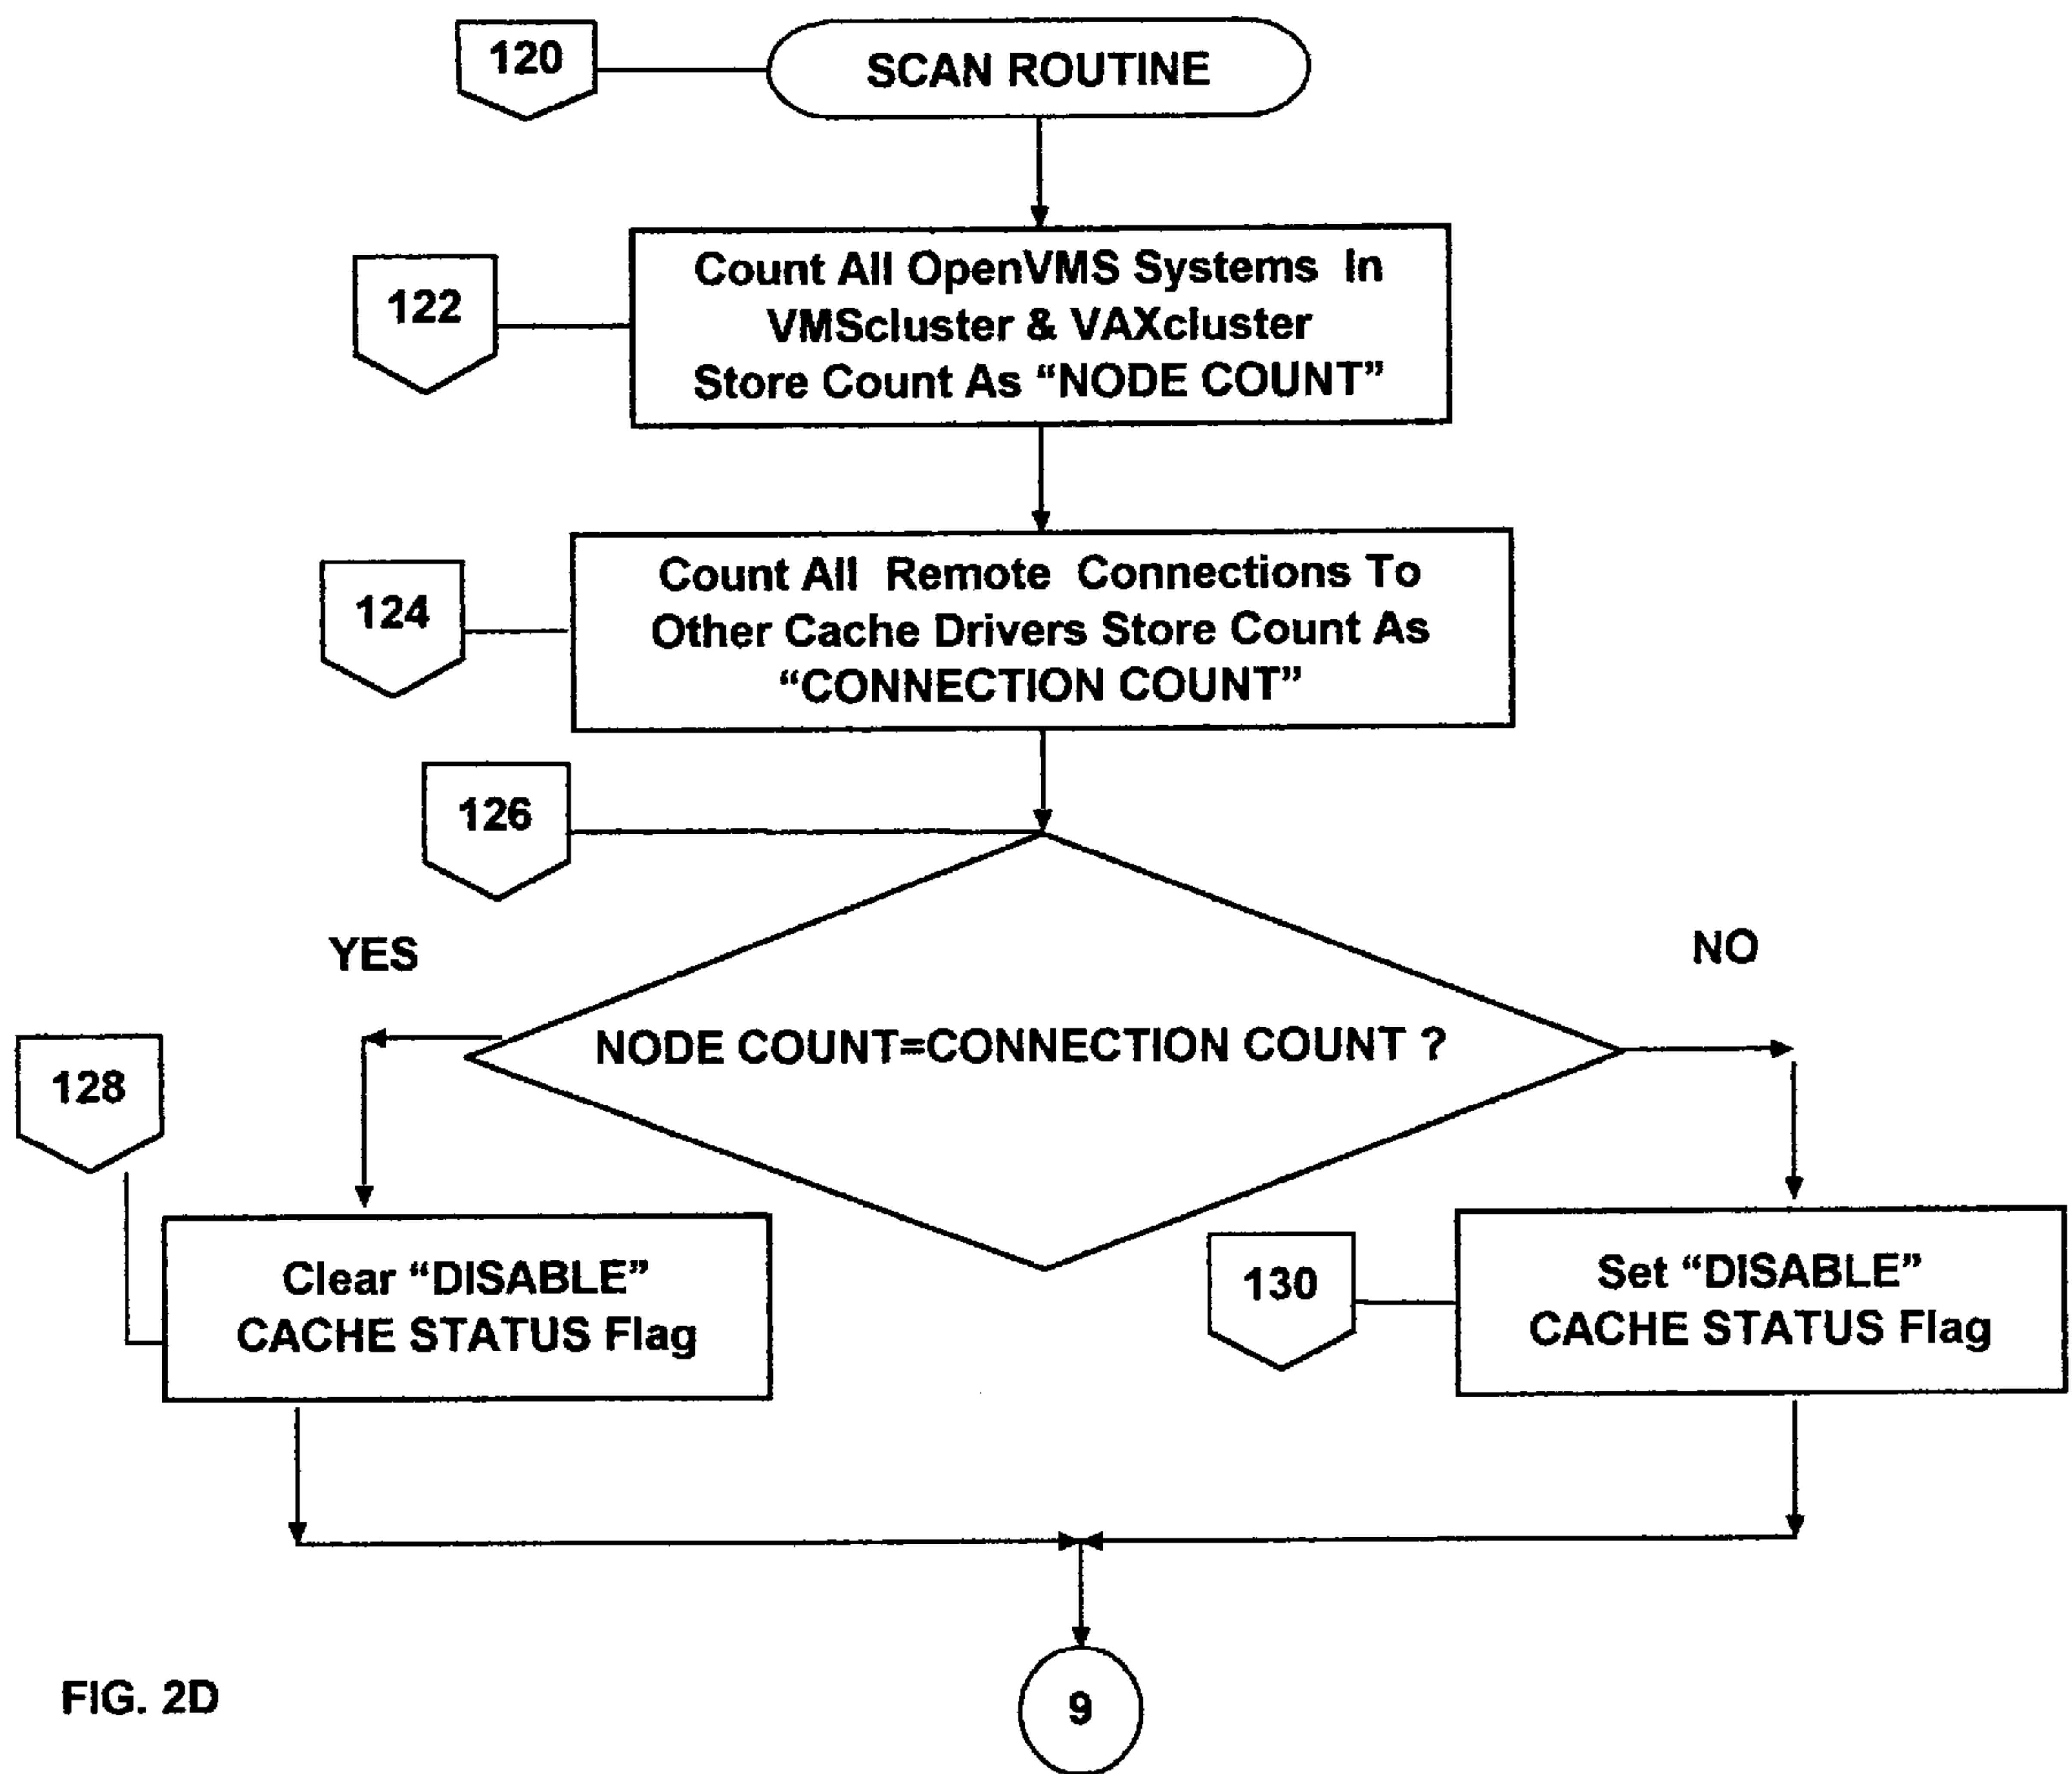 120
SCAN ROUTINE
122
Count All OpenVMS Systems In
VMScluster & VAXcluster
Store Count As “NODE COUNT”
124
Count All Remote Connections To
Other Cache Drivers Store Count As
“CONNECTION COUNT”
126
YES
NO
NODE COUNT=CONNECTION COUNT ?
128
Clear “DISABLE”
CACHE STATUS Flag
130
Set “DISABLE”
CACHE STATUS Flag
9
FIG. 2D